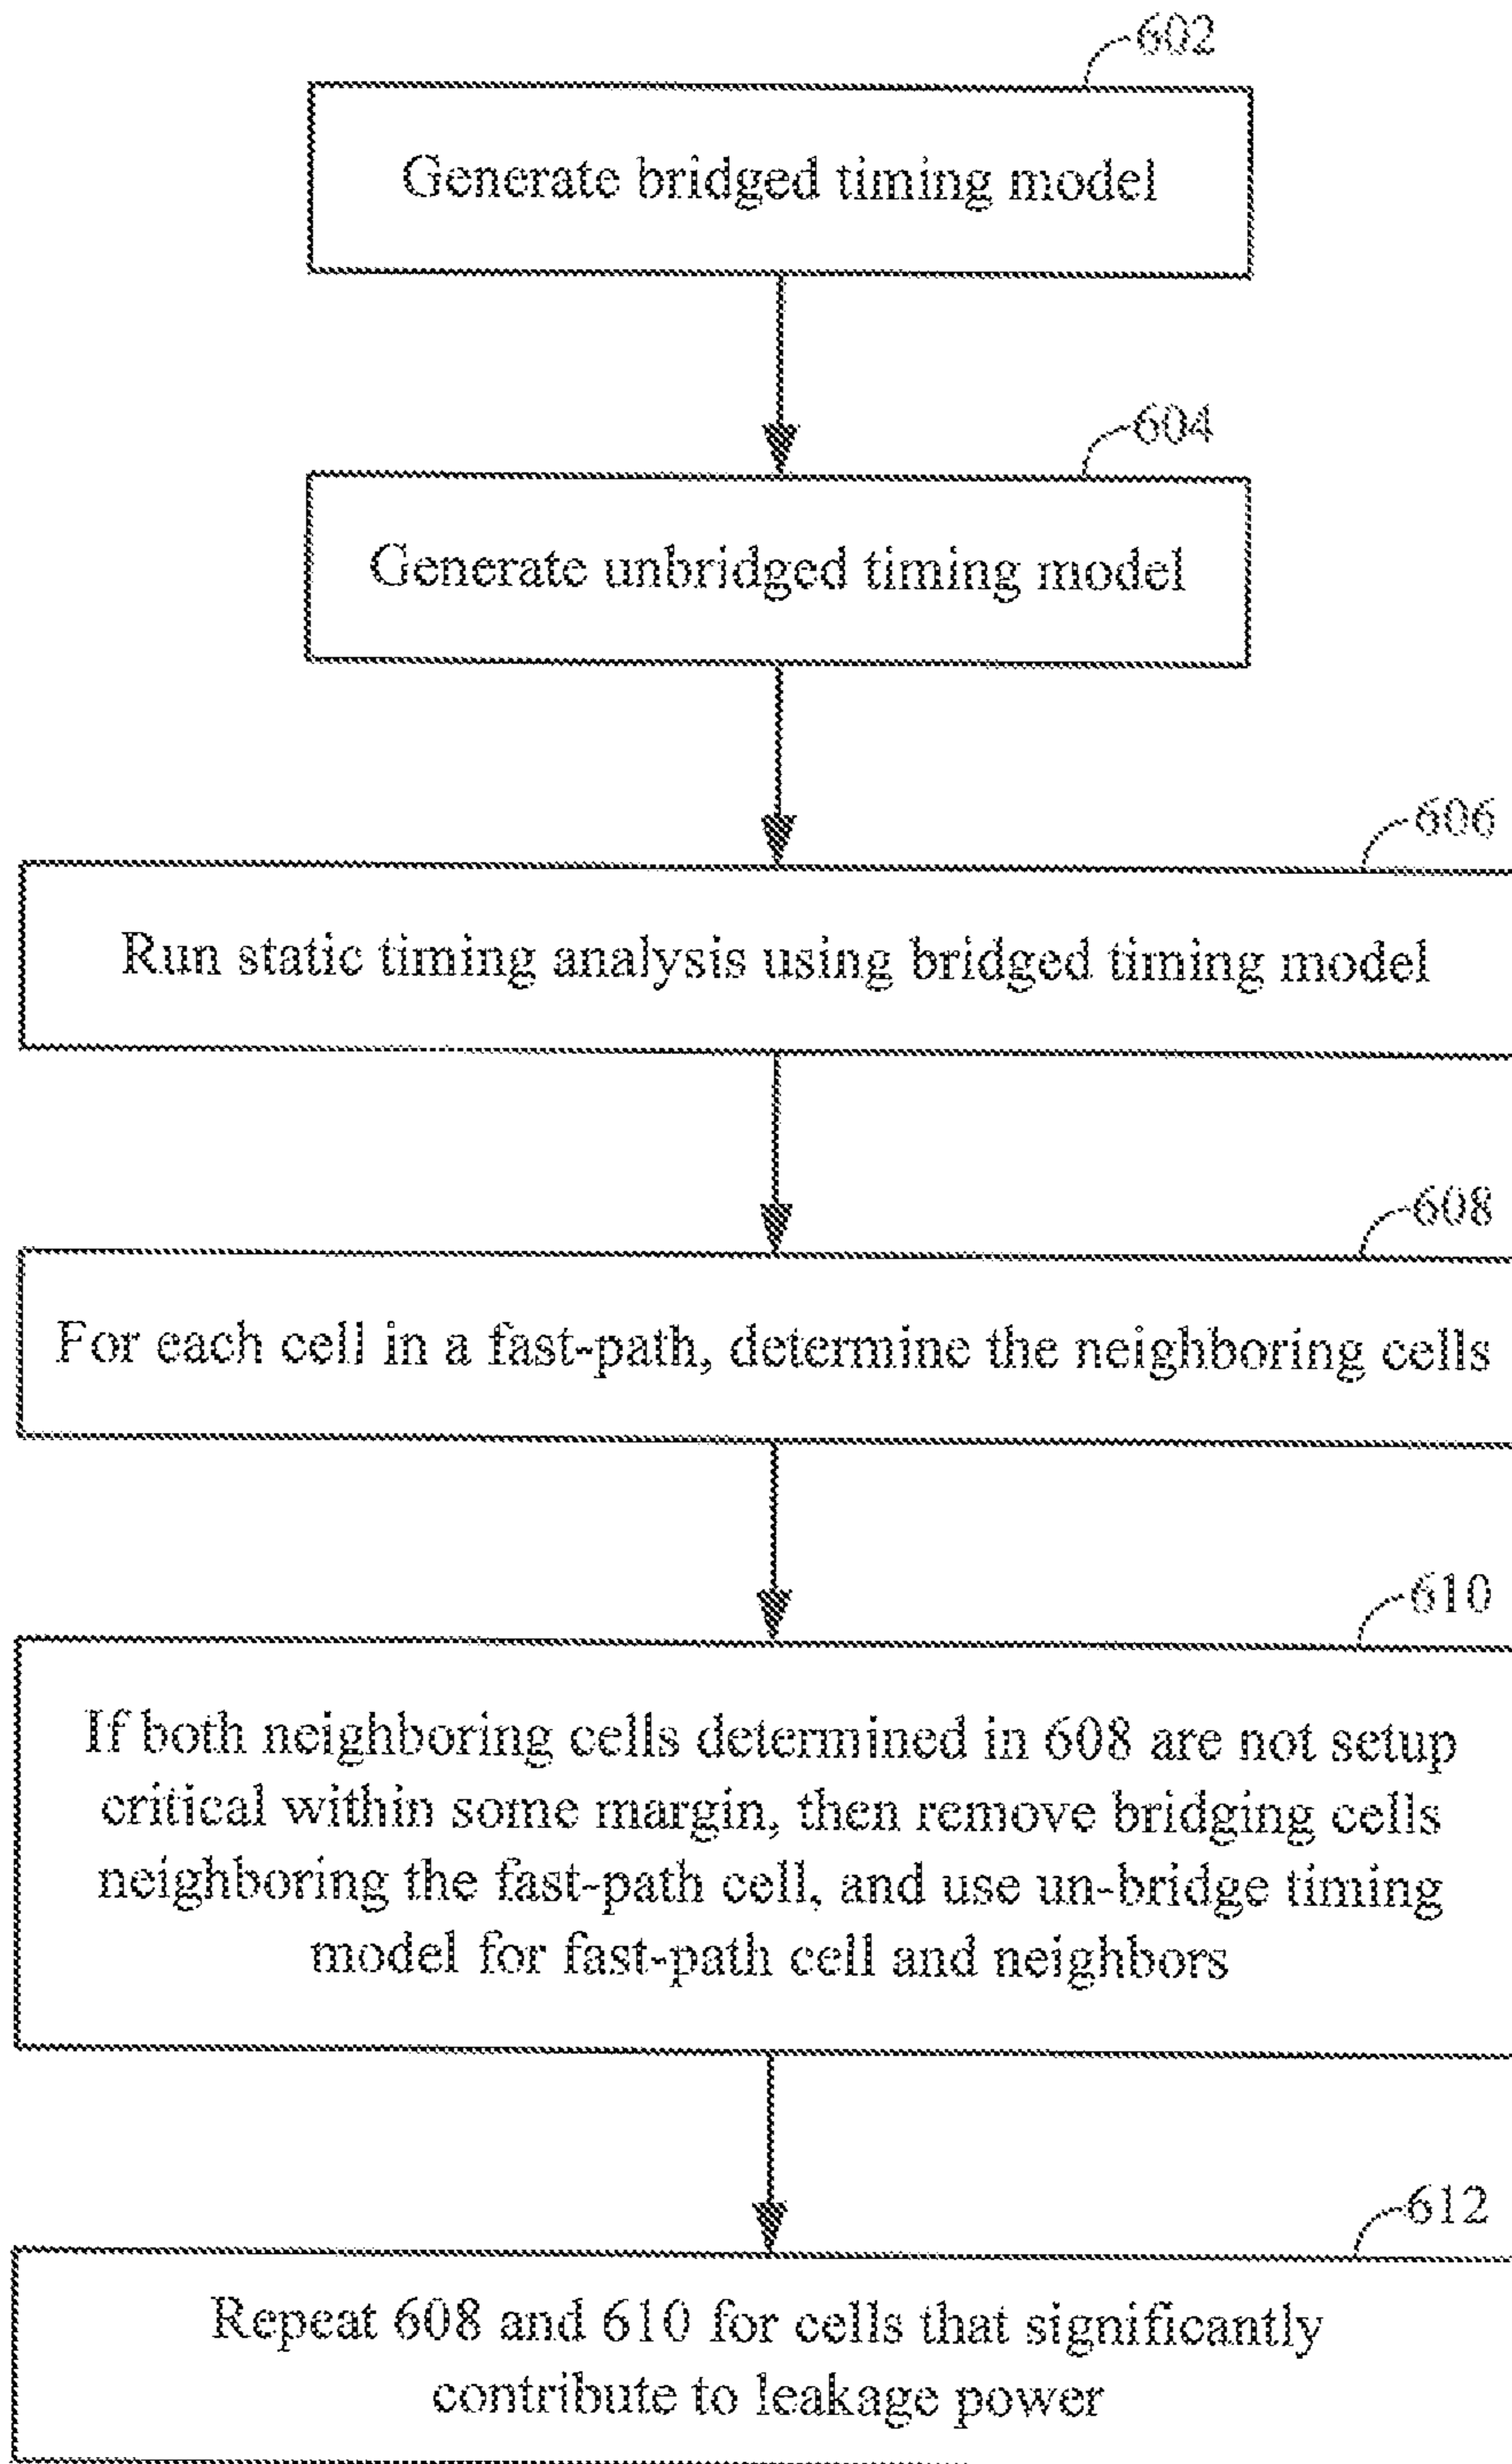 602
Generate bridged timing model
604
Generate unbridged timing model
606
Run static timing analysis using bridged timing model
608
For each cell in a fast-path, determine the neighboring cells
610
If both neighboring cells determined in 608 are not setup
critical within some margin, then remove bridging cells
neighboring the fast-path cell, and use un-bridge timing
model for fast-path cell and neighbors
612
Repeat 608 and 610 for cells that significantly
contribute to leakage power